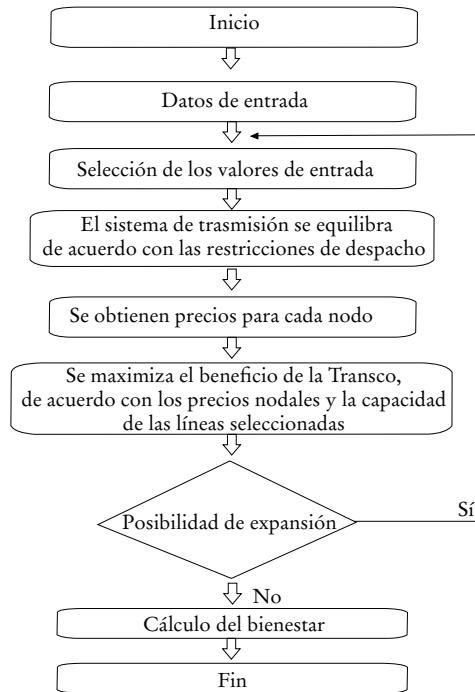 Inicio
Datos de entrada
Selección de los valores de entrada
El sistema de trasmisión se equilibra
de acuerdo con las restricciones de despacho
Se obtienen precios para cada nodo
Se maximiza el beneficio de la Transco,
de acuerdo con los precios nodales y la capacidad
de las líneas seleccionadas
Posibilidad de expansión
Sí
No
Cálculo del bienestar
Fin